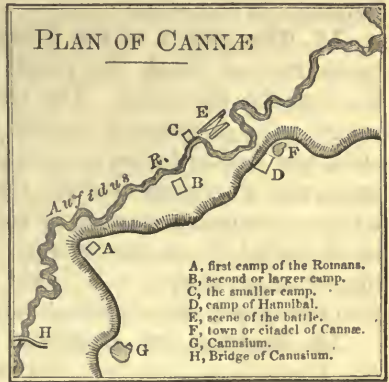 PLAN OF CANNÆ
E
C
F
Aufidus R.
B
D
A
A, first camp of the Romans.
B, second or larger camp.
C, the smaller camp.
D, camp of Hannibal.
E, scene of the battle.
F, town or citadel of Cannæ.
G, Canusium.
H, Bridge of Canusium.
H
G